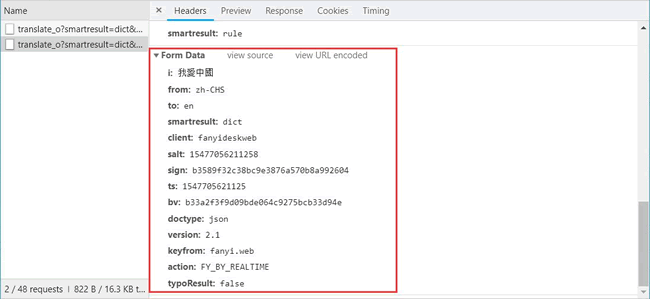 Name
translate_o?smartresult=dict&...
translate_o?smartresult=dict&...
2 / 48 requests | 822 B / 16.3 KB t...
× Headers Preview Response Cookies Timing
smartresult: rule
▼ Form Data view source view URL encoded
i: 我愛中國
from: zh-CHS
to: en
smartresult: dict
client: fanyideskweb
salt: 15477056211258
sign: b3589f32c38bc9e3876a570b8a992604
ts: 1547705621125
bv: b33a2f3f9d09bde064c9275bcb33d94e
doctype: json
version: 2.1
keyfrom: fanyi.web
action: FY_BY_REALTIME
typoResult: false